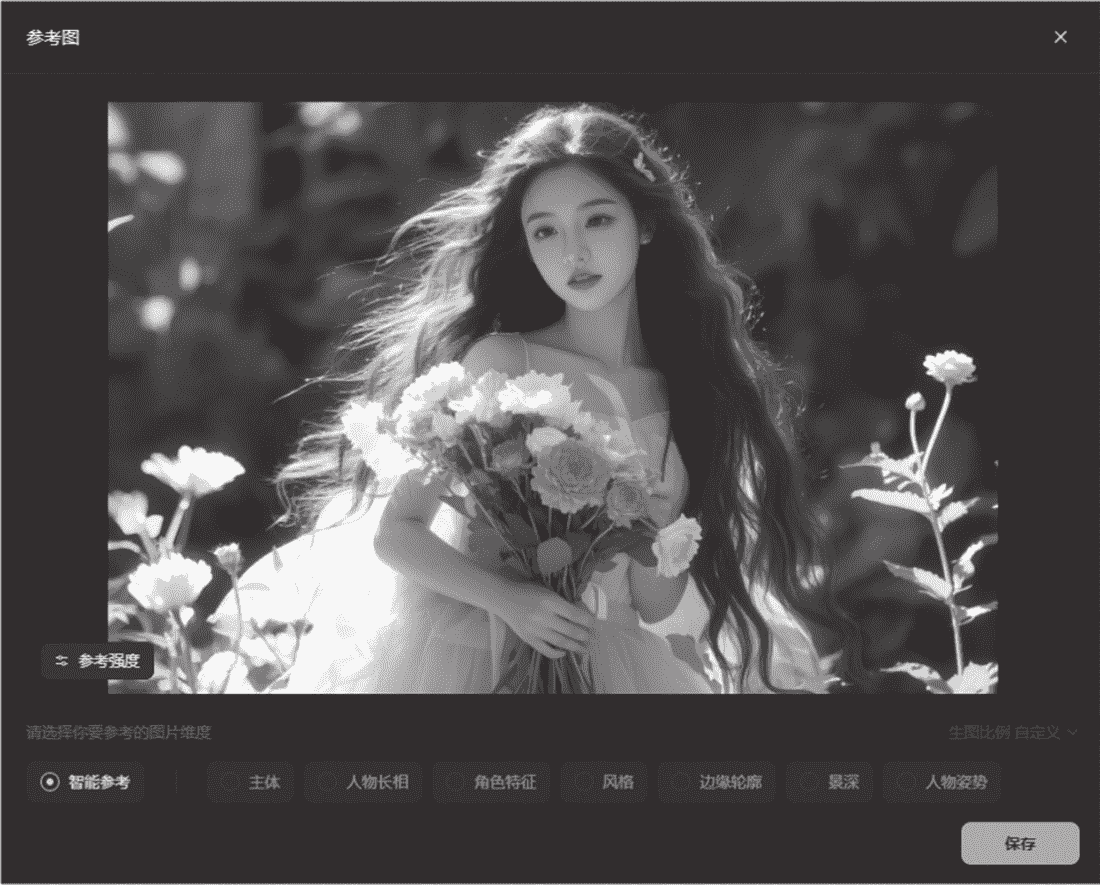 参考图
参考强度
请选择你要参考的图片维度
生图比例 自定义
智能参考
主体
人物长相
角色特征
风格
边缘轮廓
景深
人物姿势
保存